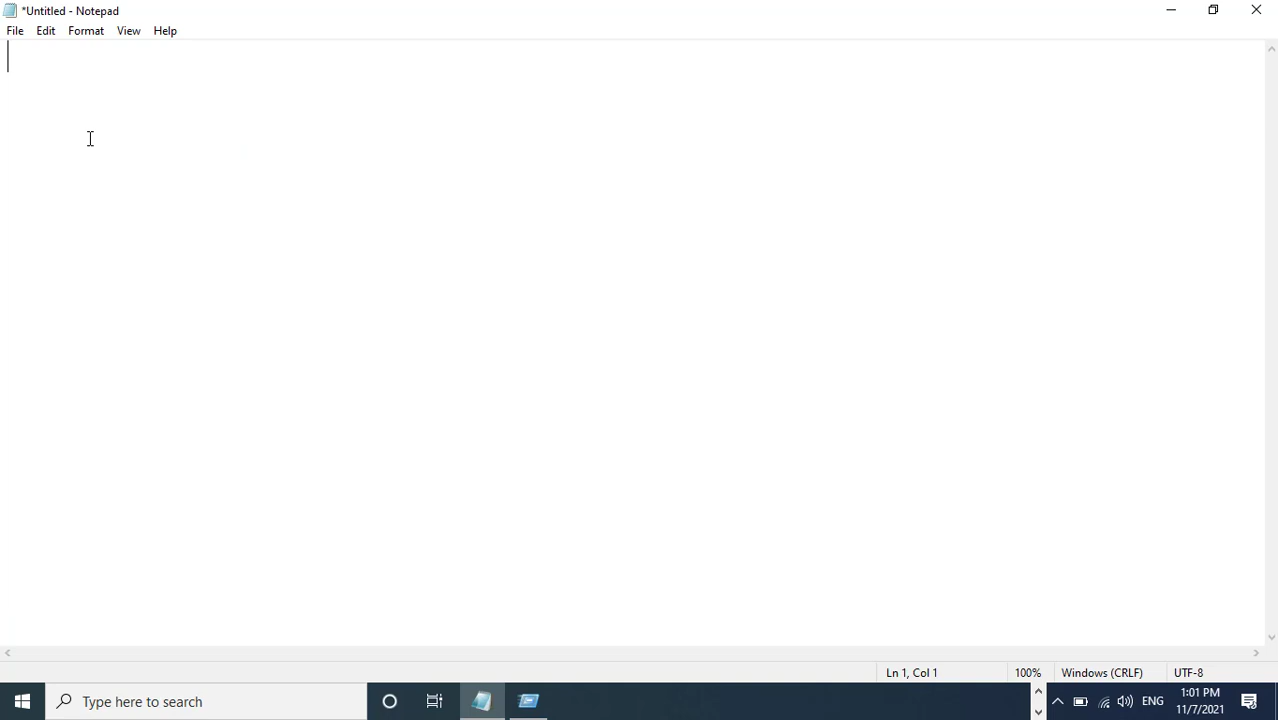 *Untitled - Notepad
File Edit Format View Help
Ln 1, Col 1 100% Windows (CRLF) UTF-8
Type here to search ENG 1:01 PM
11/7/2021